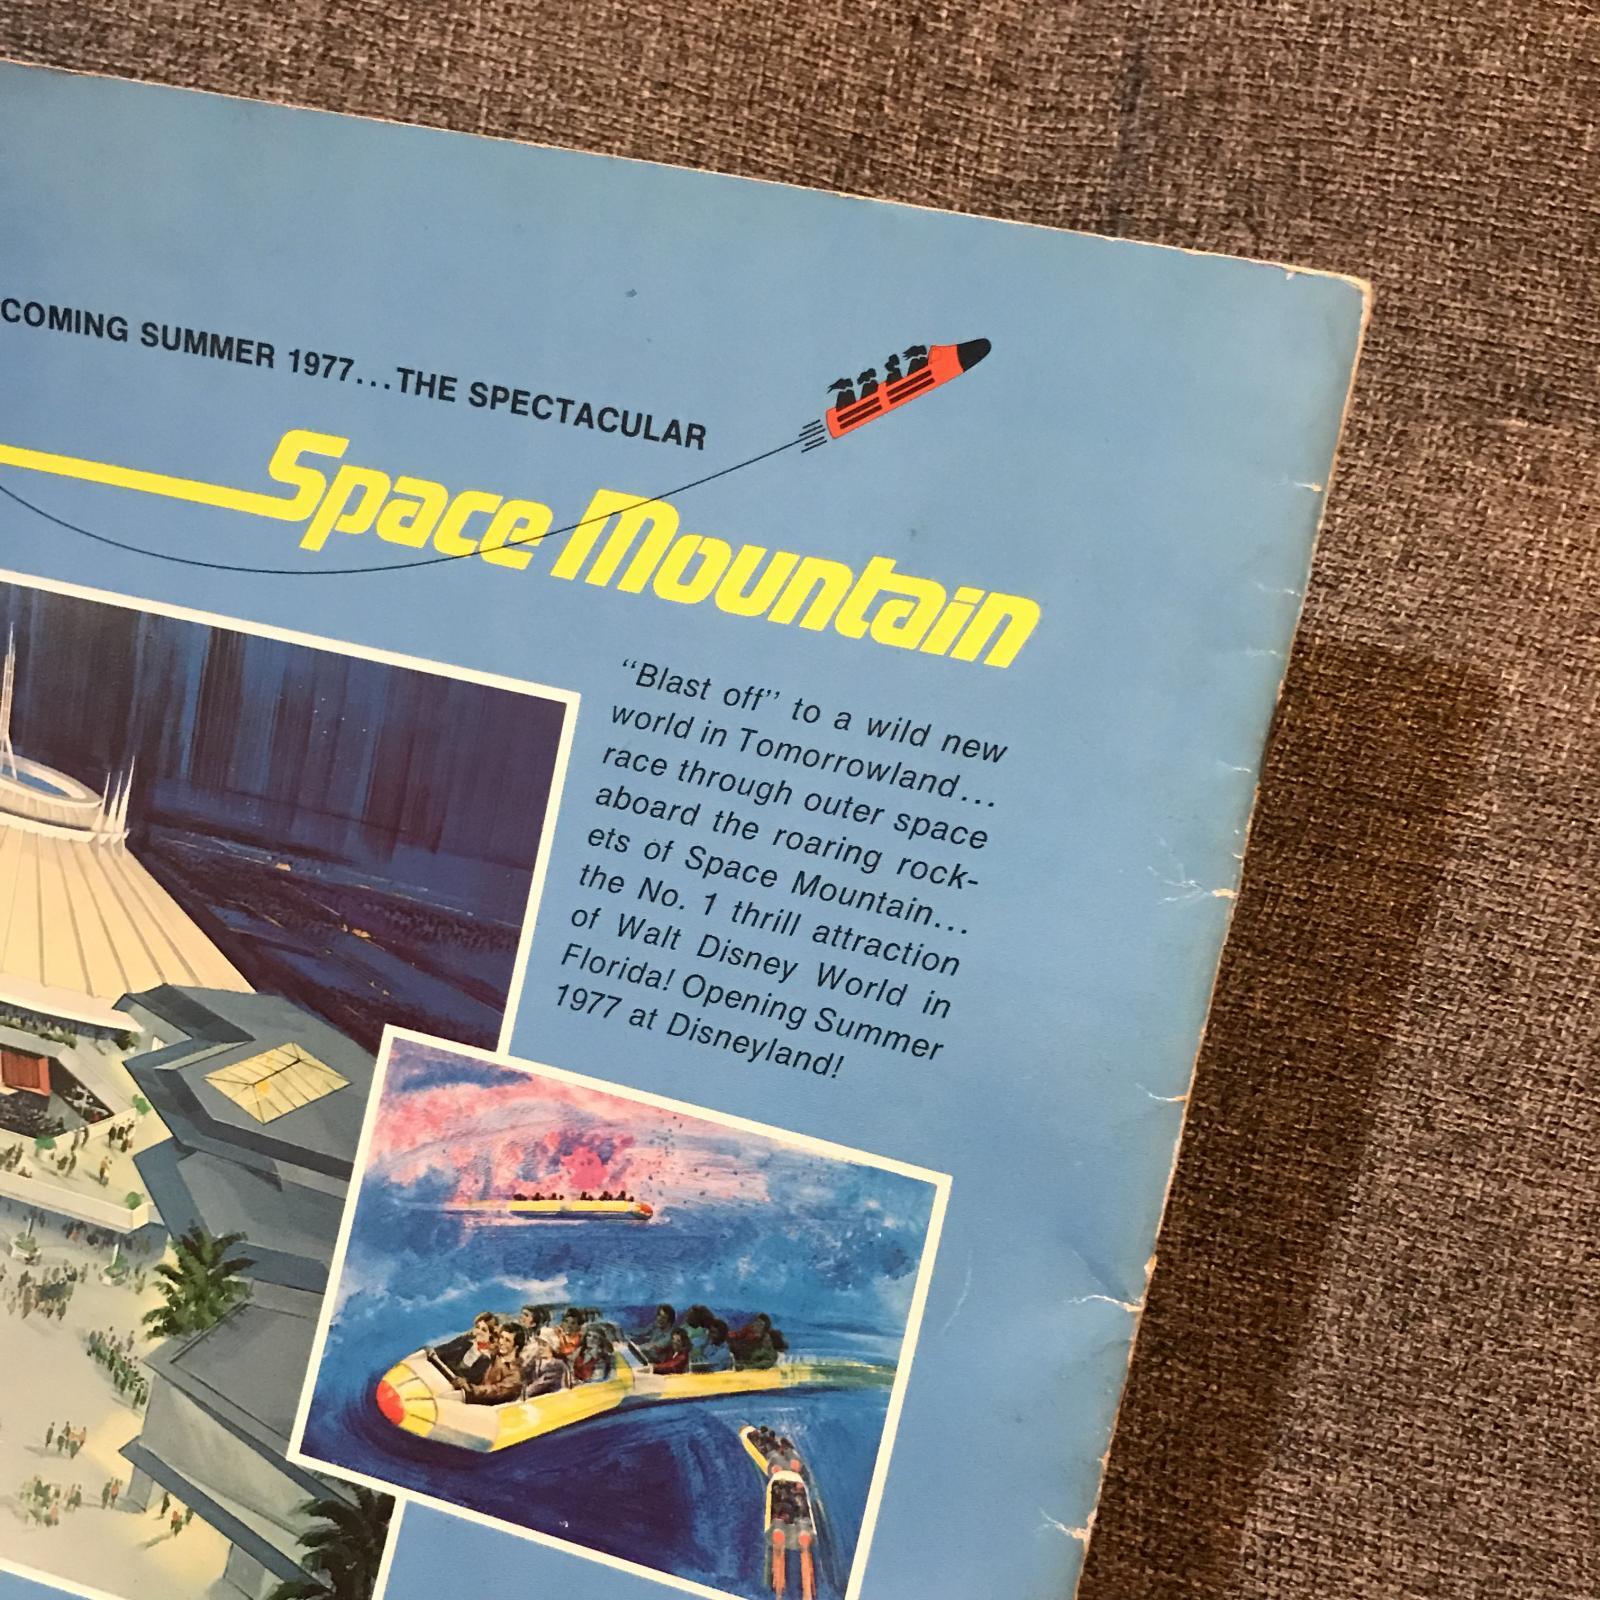 COMING SUMMER 1977...THE SPECTACULAR
Space Mountain
“Blast off” to a wild new
world in Tomorrowland...
race through outer space
aboard the roaring rock-
ets of Space Mountain...
the No. 1 thrill attraction
of Walt Disney World in
Florida! Opening Summer
1977 at Disneyland!